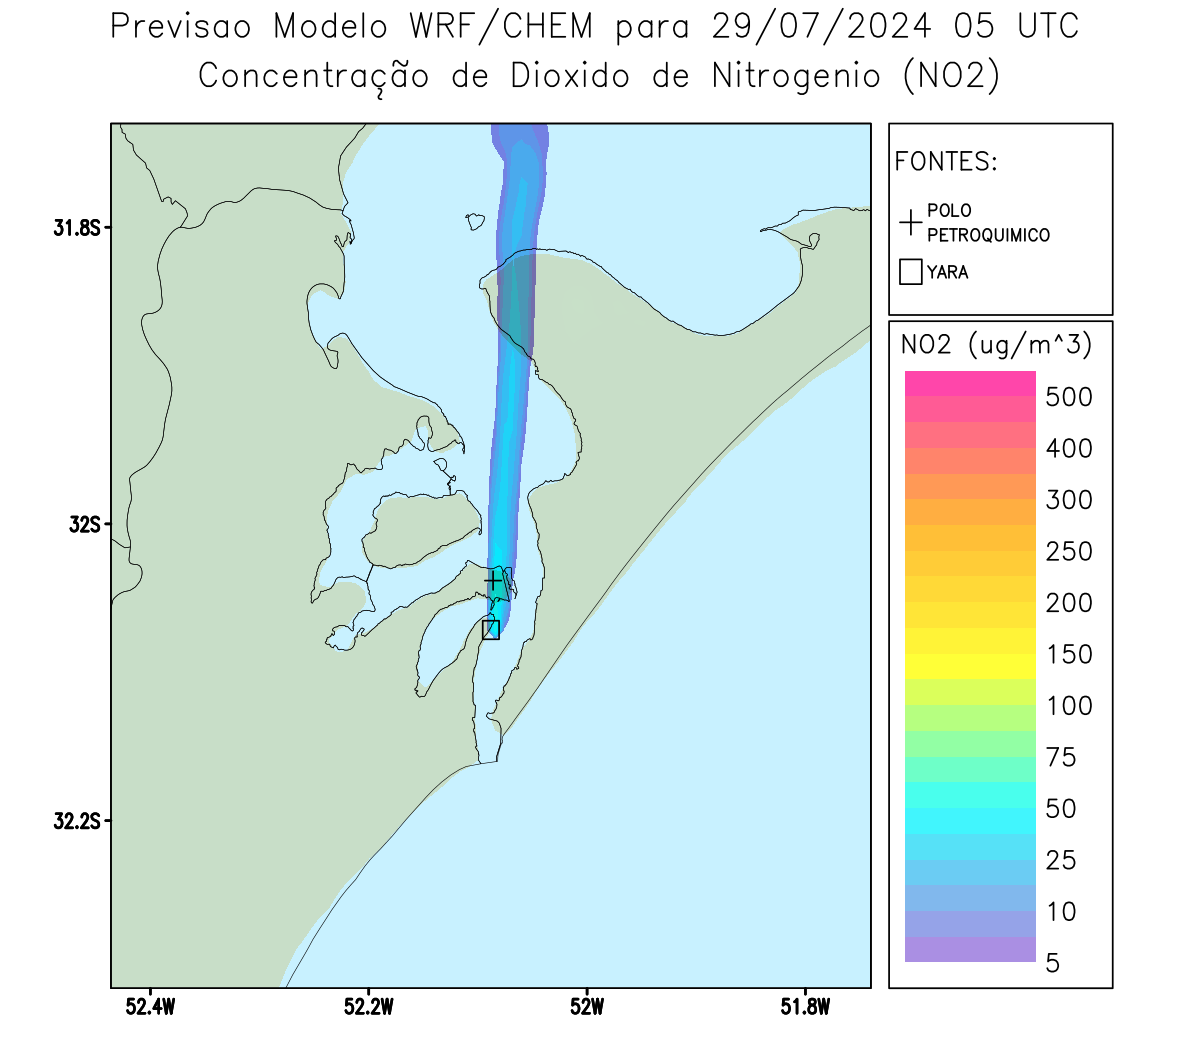 Previsao Modelo WRF/CHEM para 29/07/2024 05 UTC
Concentração de Dioxido de Nitrogenio (NO2)
FONTES:
POLO
PETROQUIMICO
YARA
NO2 (ug/m^3)
500
400
300
250
200
150
100
75
50
25
10
5
31.8S
32S
32.2S
52.4W
52.2W
52W
51.8W